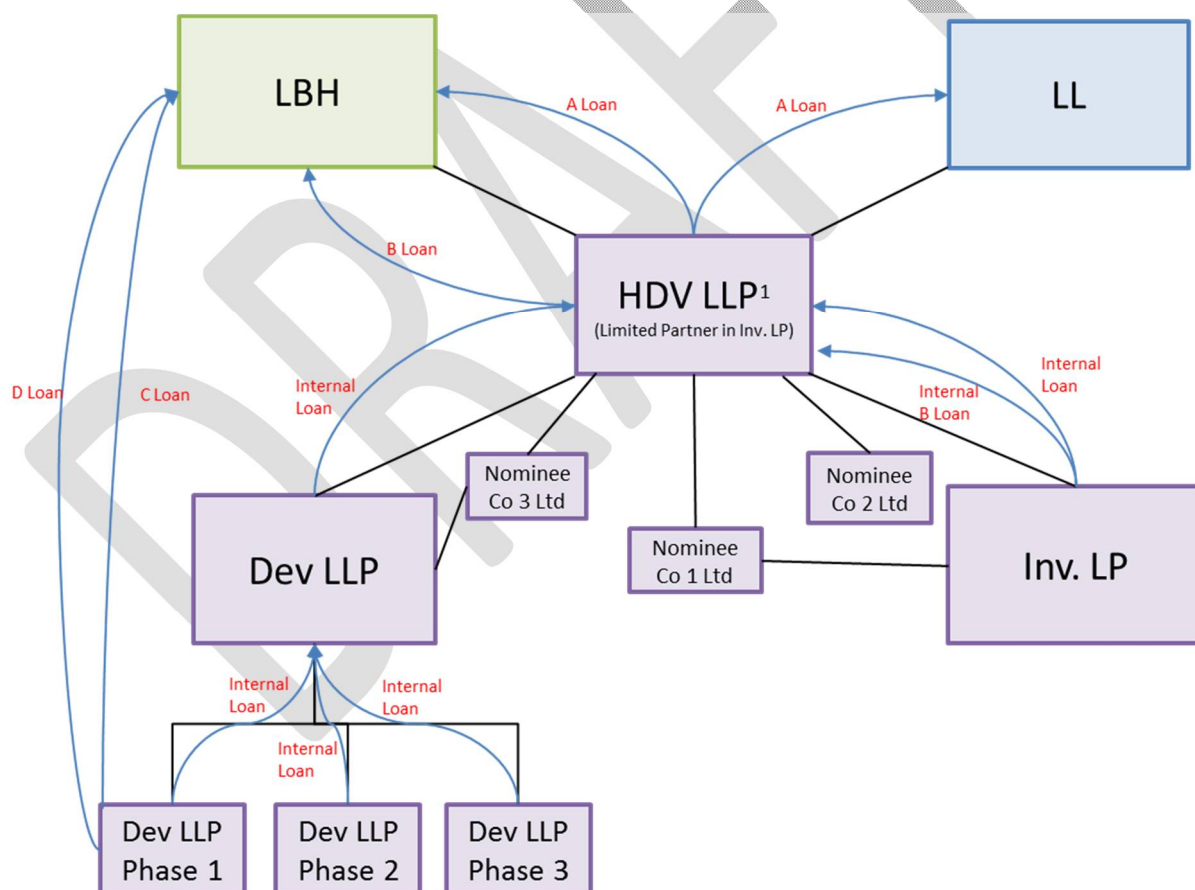 DRAFT
LBH
LL
A Loan
A Loan
B Loan
HDV LLP1
(Limited Partner in Inv. LP)
D Loan
C Loan
Internal
Loan
Internal
B Loan
Internal
Loan
Nominee
Co 3 Ltd
Nominee
Co 2 Ltd
Nominee
Co 1 Ltd
Dev LLP
Inv. LP
Internal
Loan
Internal
Loan
Internal
Loan
Dev LLP
Phase 1
Dev LLP
Phase 2
Dev LLP
Phase 3